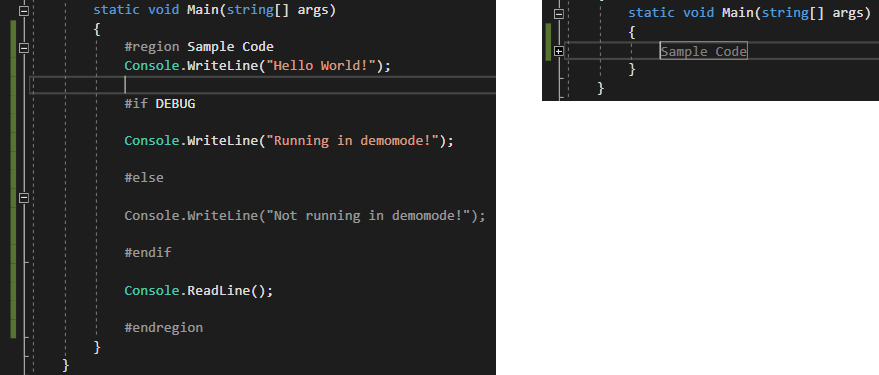 static void Main(string[] args)
{
#region Sample Code
Console.WriteLine("Hello World!");
#if DEBUG
Console.WriteLine("Running in demomode!");
#else
Console.WriteLine("Not running in demomode!");
#endif
Console.ReadLine();
#endregion
}
}
static void Main(string[] args)
{
Sample Code
}
}